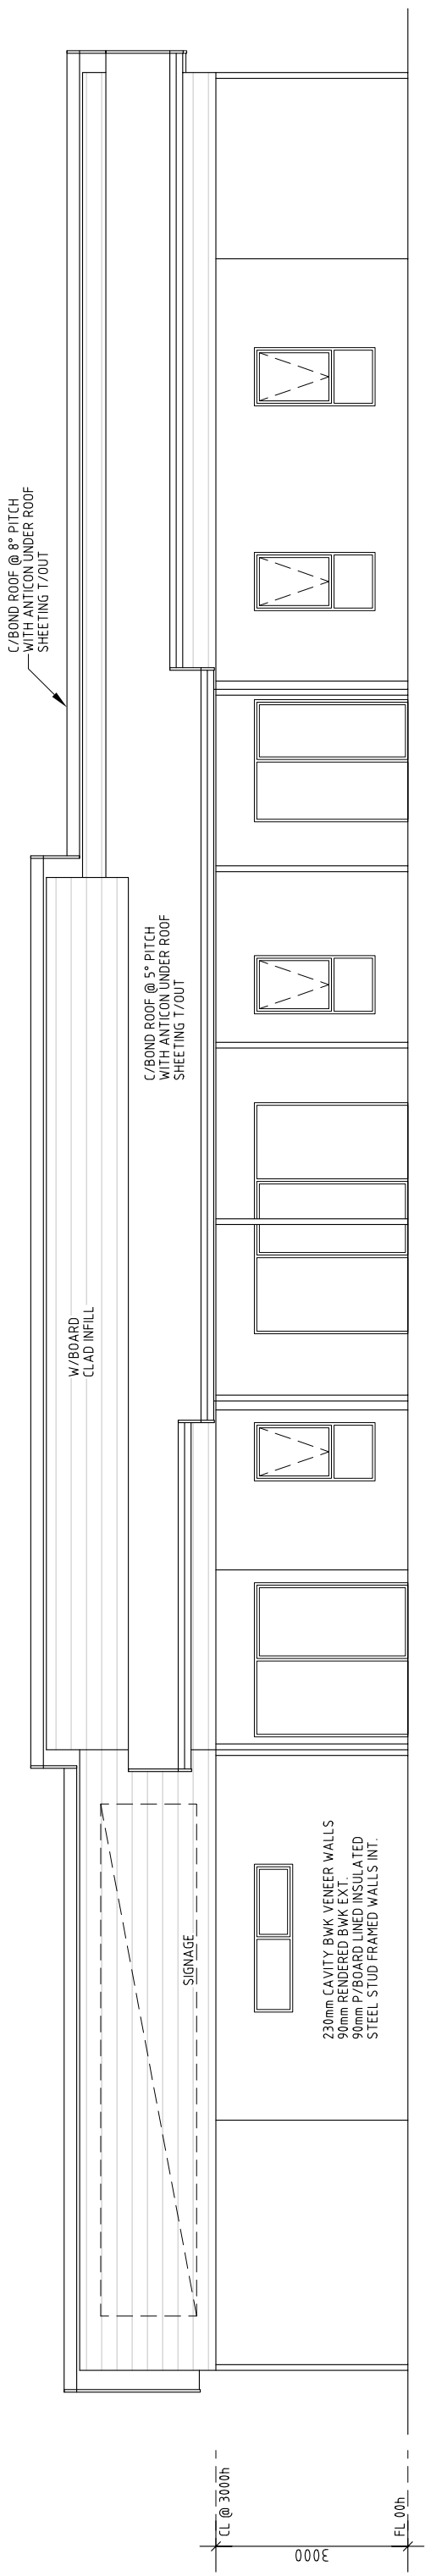 C/BOND ROOF @ 8° PITCH
WITH ANTICON UNDER ROOF
SHEETING T/OUT
C/BOND ROOF @ 5° PITCH
WITH ANTICON UNDER ROOF
SHEETING T/OUT
W/BOARD
CLAD INFILL
SIGNAGE
230mm CAVITY BWK VENEER WALLS
90mm RENDERED BWK EXT.
90mm P/BOARD LINED INSULATED
STEEL STUD FRAMED WALLS INT.
CL @ 3000h
FL 00h
3000